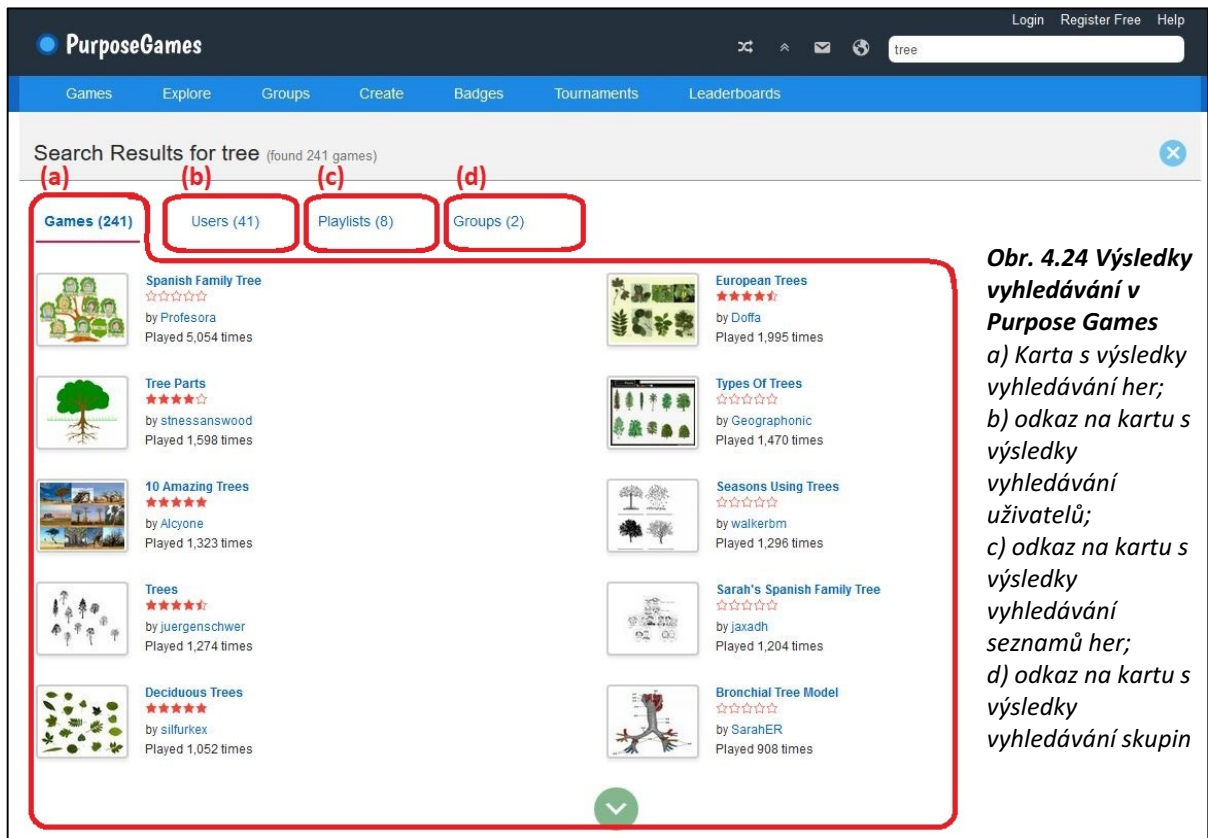 Login Register Free Help
PurposeGames
tree
Games Explore Groups Create Badges Tournaments Leaderboards
Search Results for tree (found 241 games)
(a) (b) (c) (d)
Games (241) Users (41) Playlists (8) Groups (2)
Spanish Family Tree
by Profesora
Played 5,054 times
European Trees
by Doffa
Played 1,995 times
Tree Parts
by stnessanswood
Played 1,598 times
Types Of Trees
by Geographonic
Played 1,470 times
10 Amazing Trees
by Alcyone
Played 1,323 times
Seasons Using Trees
by walkerbm
Played 1,296 times
Trees
by juergenschwer
Played 1,274 times
Sarah's Spanish Family Tree
by jaxadh
Played 1,204 times
Deciduous Trees
by silfurkex
Played 1,052 times
Bronchial Tree Model
by SarahER
Played 908 times
Obr. 4.24 Výsledky
vyhledávání v
Purpose Games
a) Karta s výsledky
vyhledávání her;
b) odkaz na kartu s
výsledky
vyhledávání
uživatelů;
c) odkaz na kartu s
výsledky
vyhledávání
seznamů her;
d) odkaz na kartu s
výsledky
vyhledávání skupin